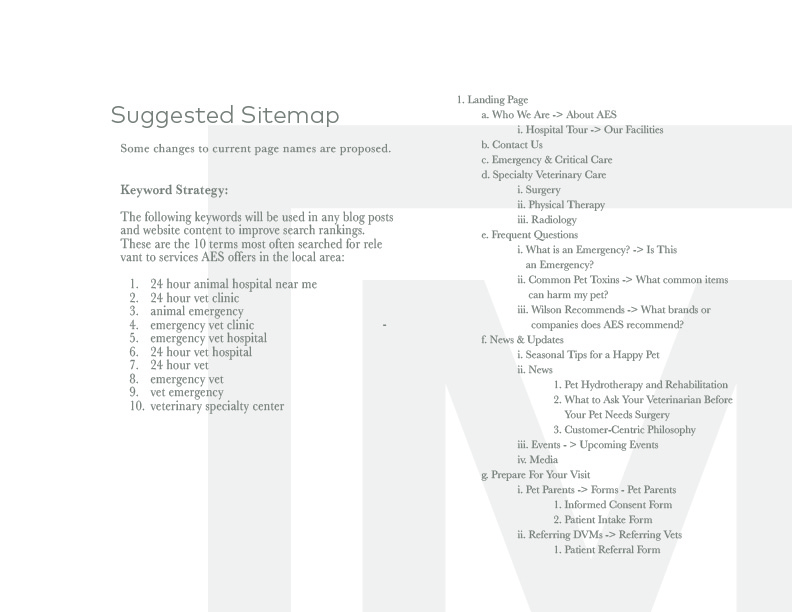 Suggested Sitemap
Some changes to current page names are proposed.
Keyword Strategy:
The following keywords will be used in any blog posts
and website content to improve search rankings.
These are the 10 terms most often searched for rele
vant to services AES offers in the local area:
1. 24 hour animal hospital near me
2. 24 hour vet clinic
3. animal emergency
4. emergency vet clinic
5. emergency vet hospital
6. 24 hour vet hospital
7. 24 hour vet
8. emergency vet
9. vet emergency
10. veterinary specialty center
-
1. Landing Page
a. Who We Are -> About AES
i. Hospital Tour -> Our Facilities
b. Contact Us
c. Emergency & Critical Care
d. Specialty Veterinary Care
i. Surgery
ii. Physical Therapy
iii. Radiology
e. Frequent Questions
i. What is an Emergency? -> Is This
an Emergency?
ii. Common Pet Toxins -> What common items
can harm my pet?
iii. Wilson Recommends -> What brands or
companies does AES recommend?
f. News & Updates
i. Seasonal Tips for a Happy Pet
ii. News
1. Pet Hydrotherapy and Rehabilitation
2. What to Ask Your Veterinarian Before
Your Pet Needs Surgery
3. Customer-Centric Philosophy
iii. Events - > Upcoming Events
iv. Media
g. Prepare For Your Visit
i. Pet Parents -> Forms - Pet Parents
1. Informed Consent Form
2. Patient Intake Form
ii. Referring DVMs -> Referring Vets
1. Patient Referral Form